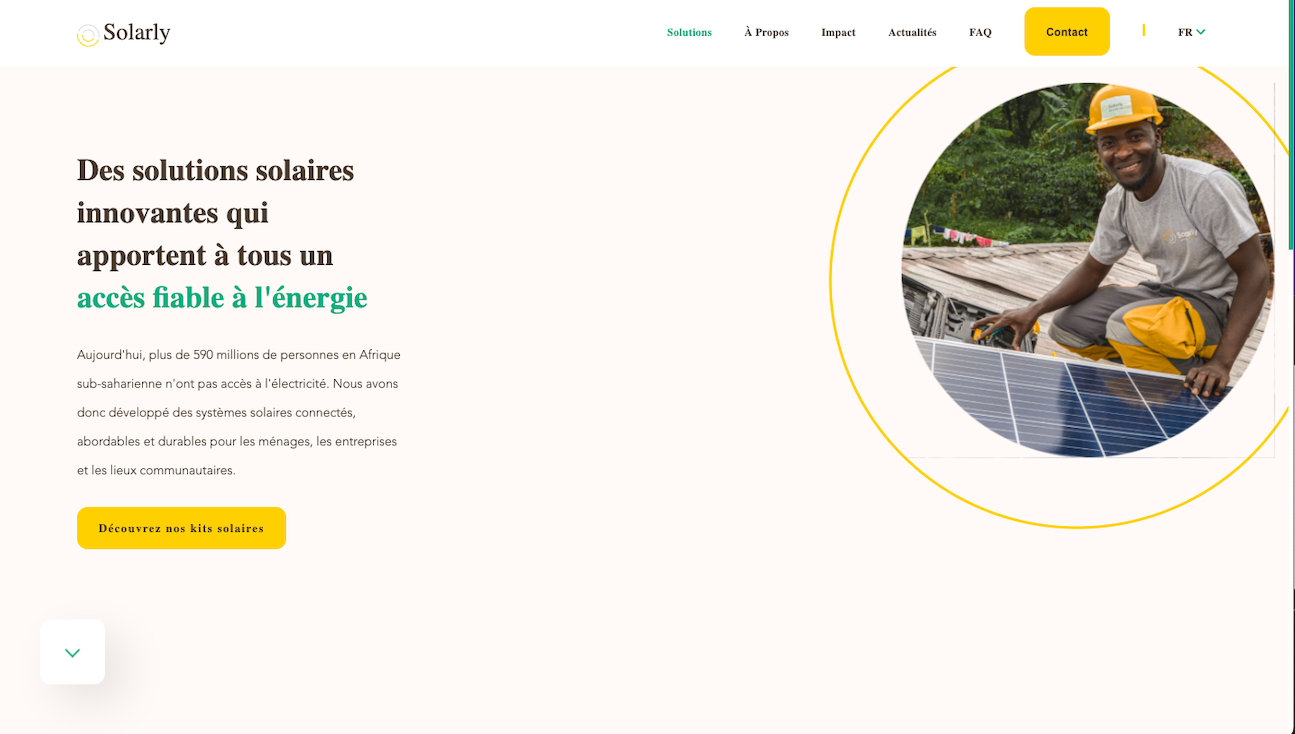 Solarly
Solutions
À Propos
Impact
Actualités
FAQ
Contact
FR
Des solutions solaires
innovantes qui
apportent à tous un
accès fiable à l'énergie
Aujourd'hui, plus de 590 millions de personnes en Afrique
sub-saharienne n'ont pas accès à l'électricité. Nous avons
donc développé des systèmes solaires connectés,
abordables et durables pour les ménages, les entreprises
et les lieux communautaires.
Découvrez nos kits solaires
Solarly